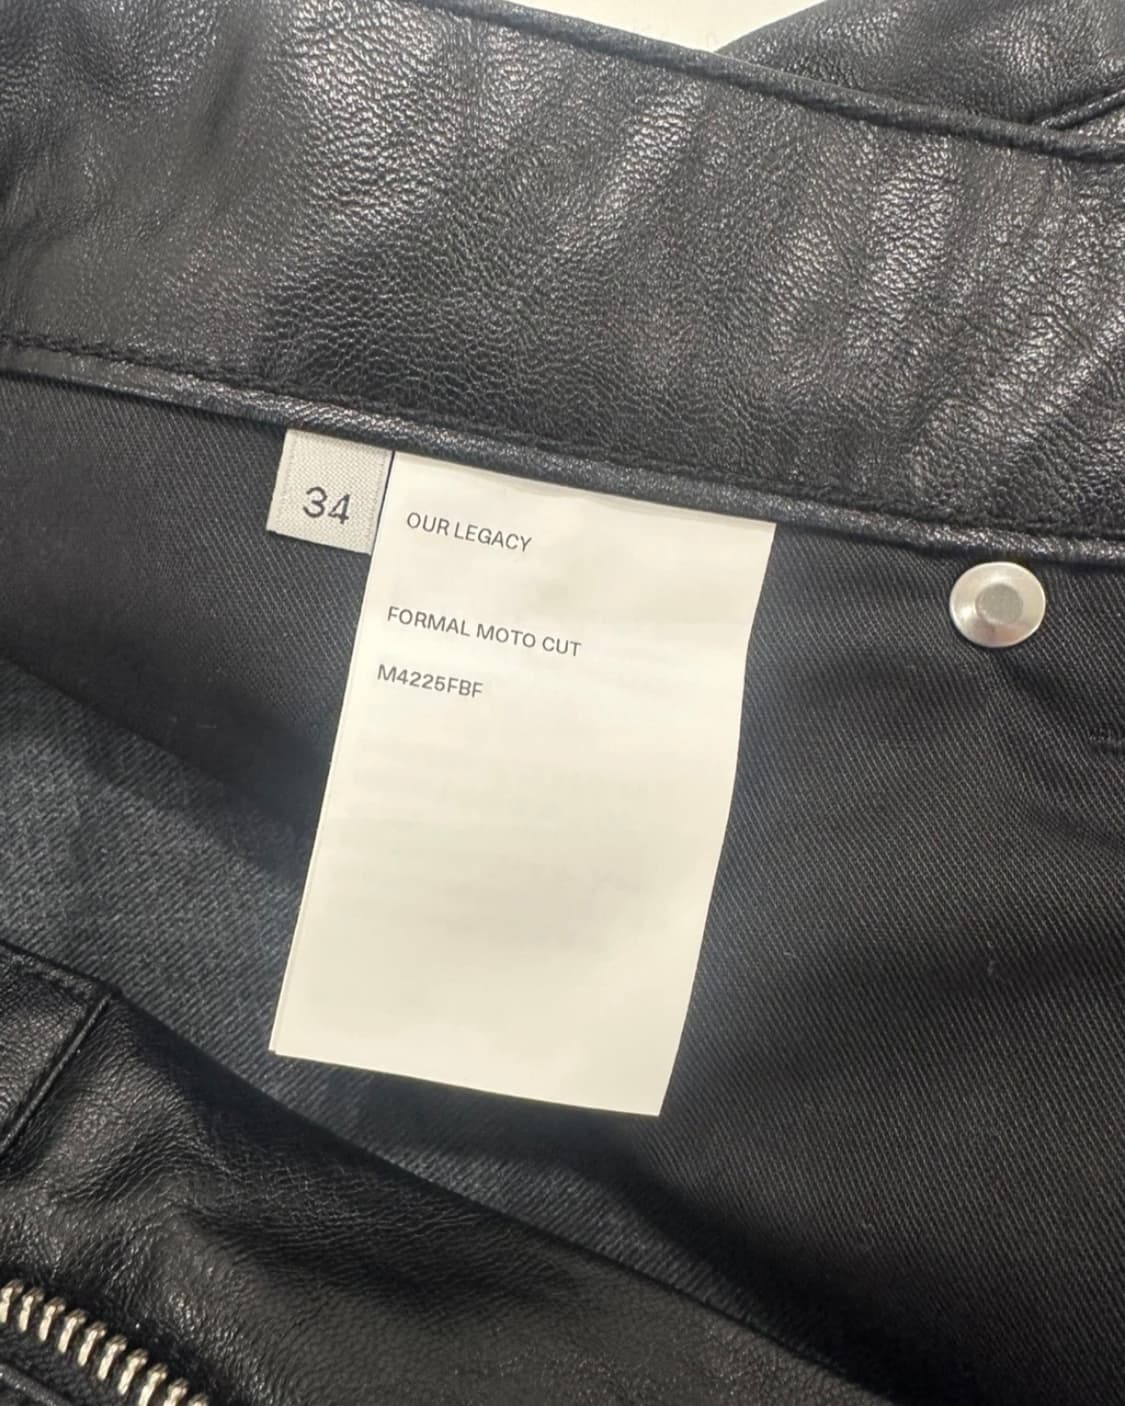 34
OUR LEGACY
FORMAL MOTO CUT
M4225FBF